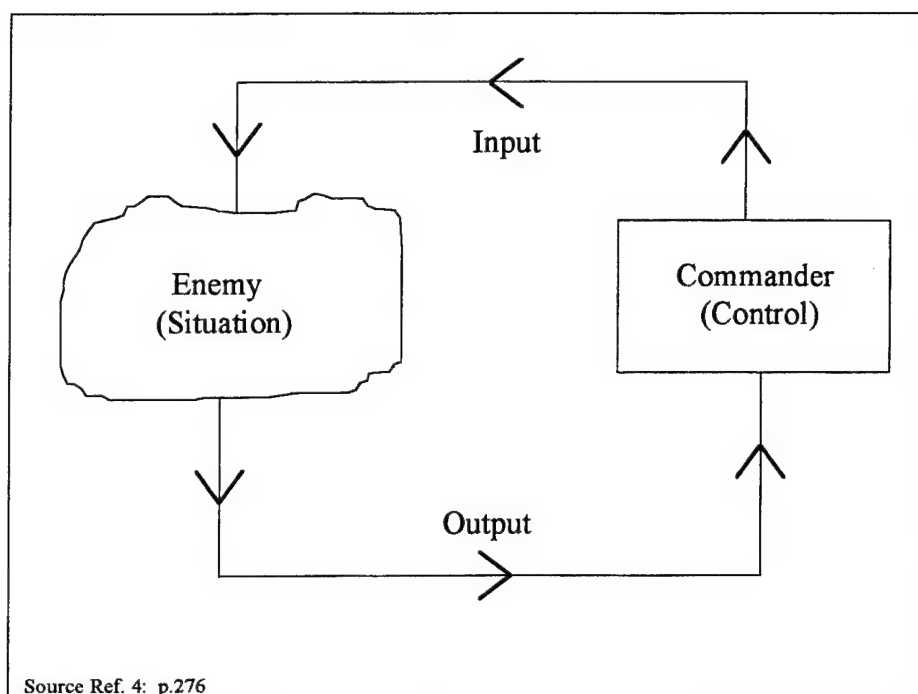 Input
Enemy
(Situation)
Commander
(Control)
Output
Source Ref. 4: p.276